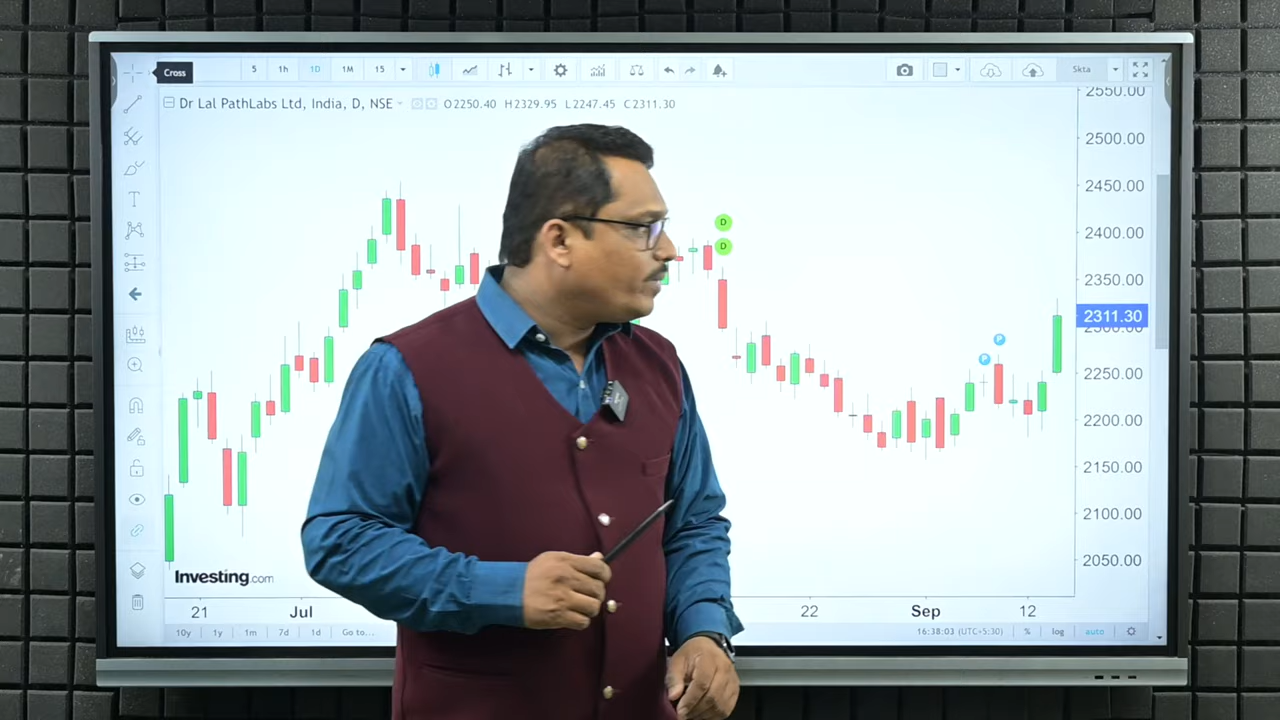 Cross
5 1h 1D 1M 15
5kta
Dr Lal PathLabs Ltd, India, D, NSE O2250.40 H2329.95 L2247.45 C2311.30
2550.00
2500.00
2450.00
2400.00
2350.00
2311.30
2300.00
2250.00
2200.00
2150.00
2100.00
2050.00
D
D
P
P
T
Investing.com
21 Jul 22 Sep 12
10y 1y 1m 7d 1d Go to... 16:38:03 (UTC+5:30) % log auto